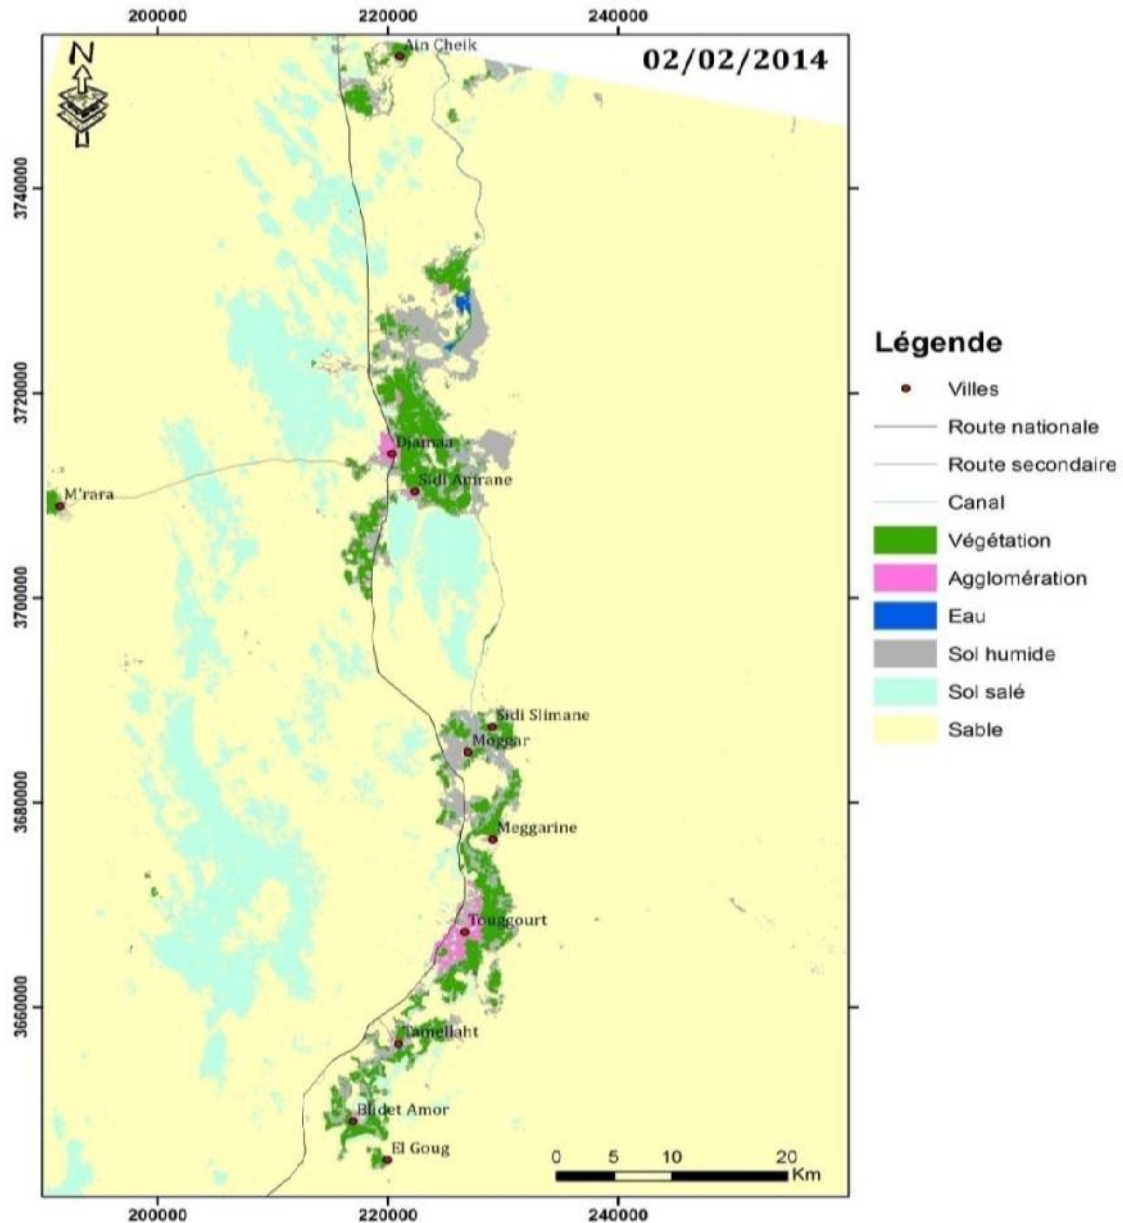 200000 220000 240000
N
02/02/2014
Ain Cheik
3740000
3720000
Djamaa
Sidi Amrane
M'rara
3700000
Sidi Slimane
Moggar
3680000
Meggarine
Touggourt
3660000
Tamellaht
Blidet Amor
El Goug
0 5 10 20
Km
200000 220000 240000
Légende
Villes
Route nationale
Route secondaire
Canal
Végétation
Agglomération
Eau
Sol humide
Sol salé
Sable